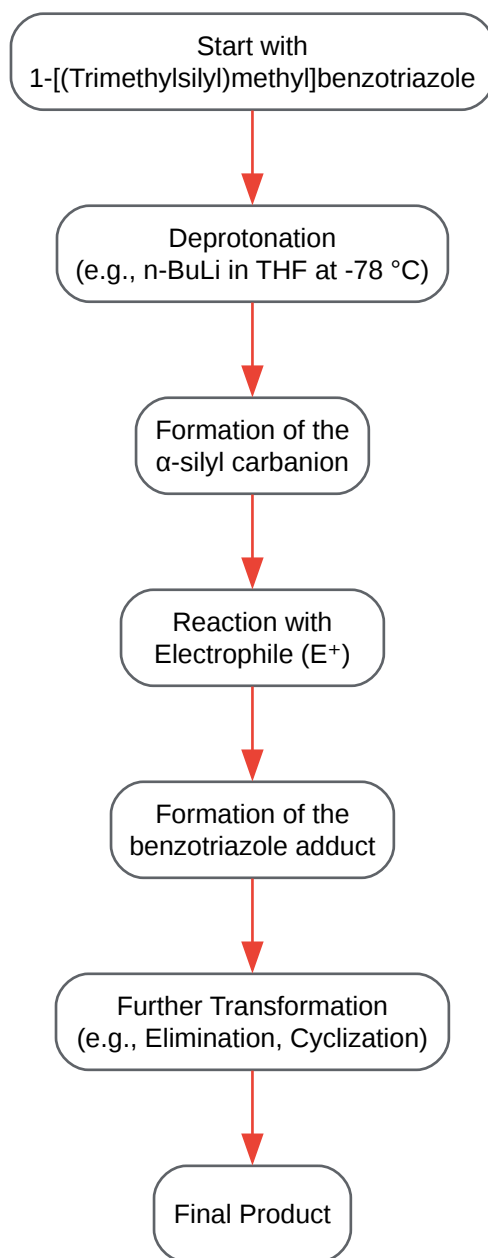 Start with
1-[(Trimethylsilyl)methyl]benzotriazole
Deprotonation
(e.g., n-BuLi in THF at -78 °C)
Formation of the
α-silyl carbanion
Reaction with
Electrophile (E⁺)
Formation of the
benzotriazole adduct
Further Transformation
(e.g., Elimination, Cyclization)
Final Product